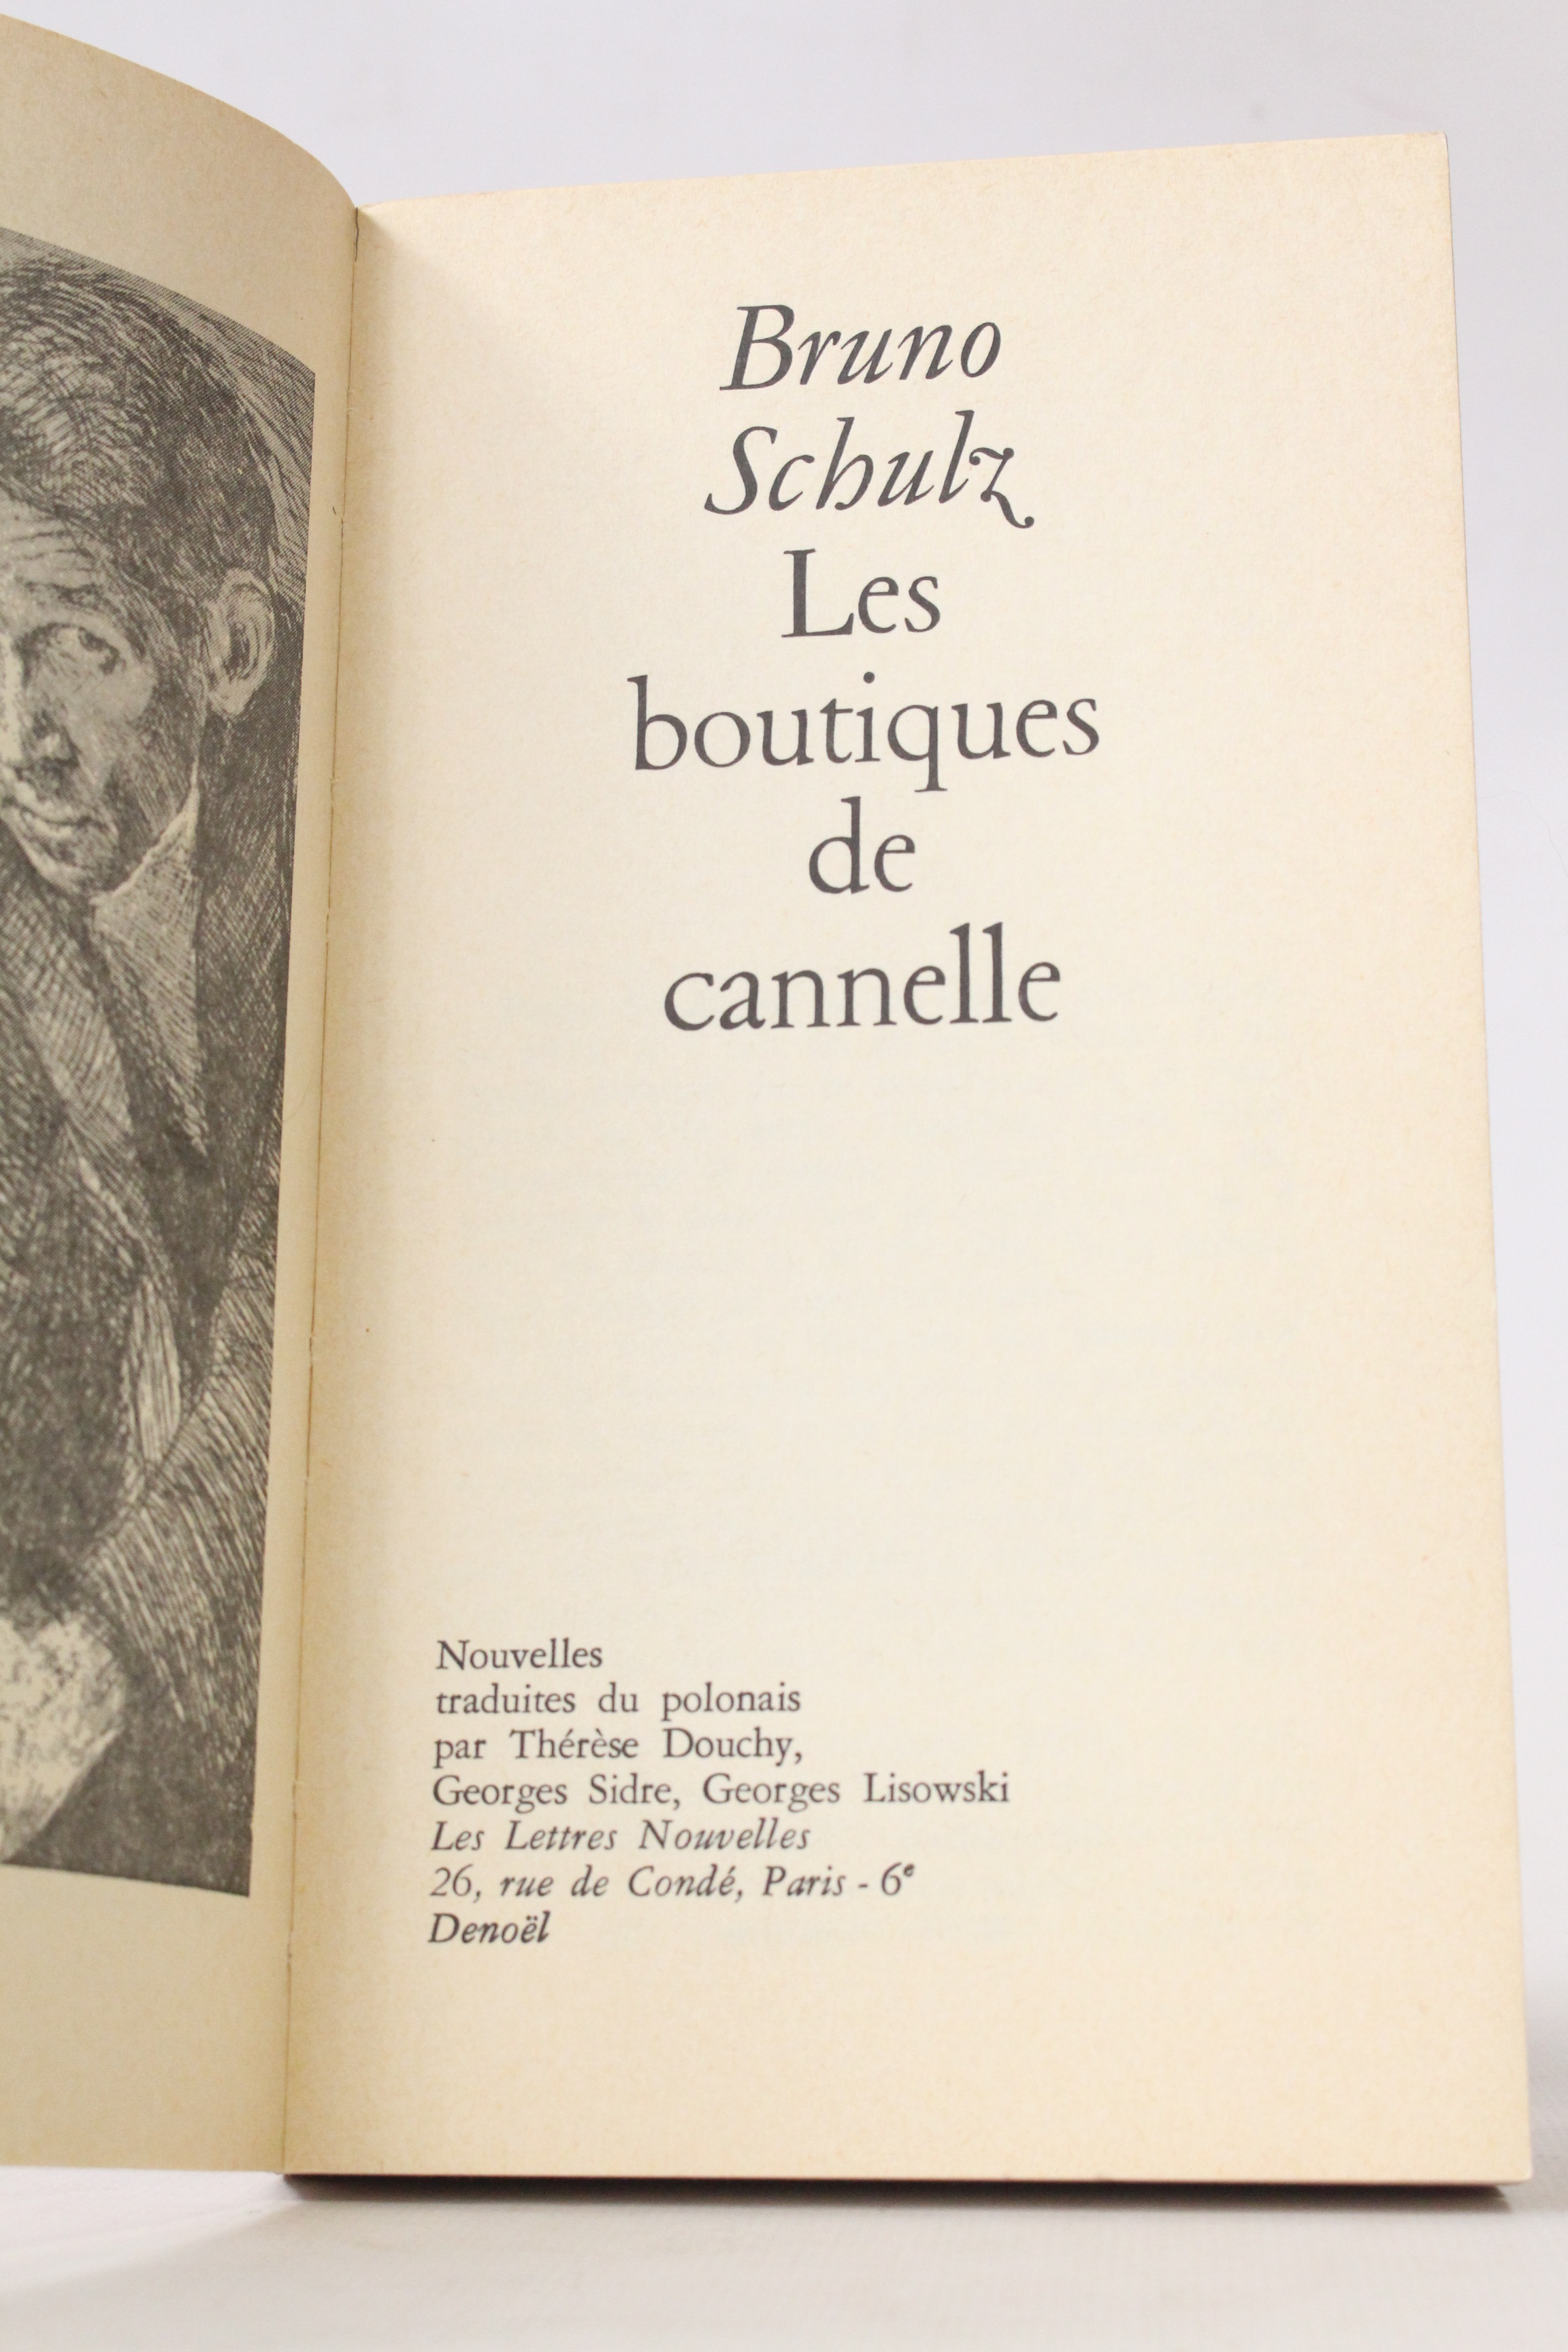 Bruno
Schulz
Les
boutiques
de
cannelle
Nouvelles
traduites du polonais
par Thérèse Douchy,
Georges Sidre, Georges Lisowski
Les Lettres Nouvelles
26, rue de Condé, Paris - 6e
Denoël